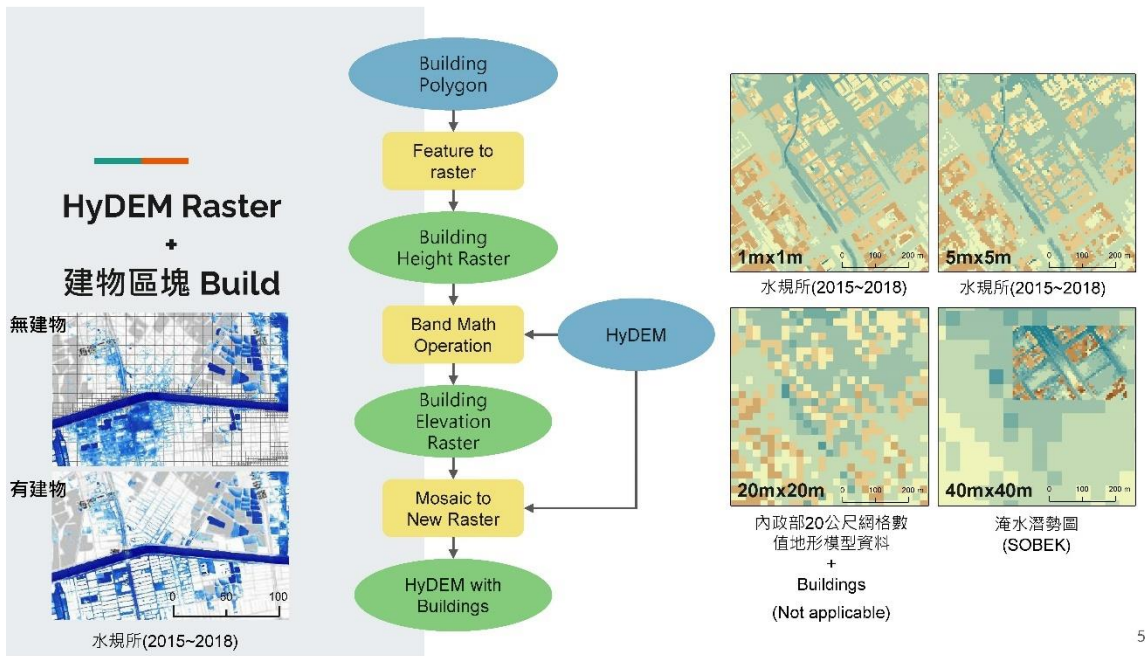 HyDEM Raster
+
建物區塊 Build
無建物
有建物
0 50 100
水規所(2015~2018)
Building
Polygon
Feature to
raster
Building
Height Raster
Band Math
Operation
HyDEM
Building
Elevation
Raster
Mosaic to
New Raster
HyDEM with
Buildings
1mx1m
0 100 200 m
水規所(2015~2018)
5mx5m
0 100 200 m
水規所(2015~2018)
20mx20m
0 100 200 m
內政部20公尺網格數
值地形模型資料
+
Buildings
(Not applicable)
40mx40m
0 100 200 m
淹水潛勢圖
(SOBEK)
5